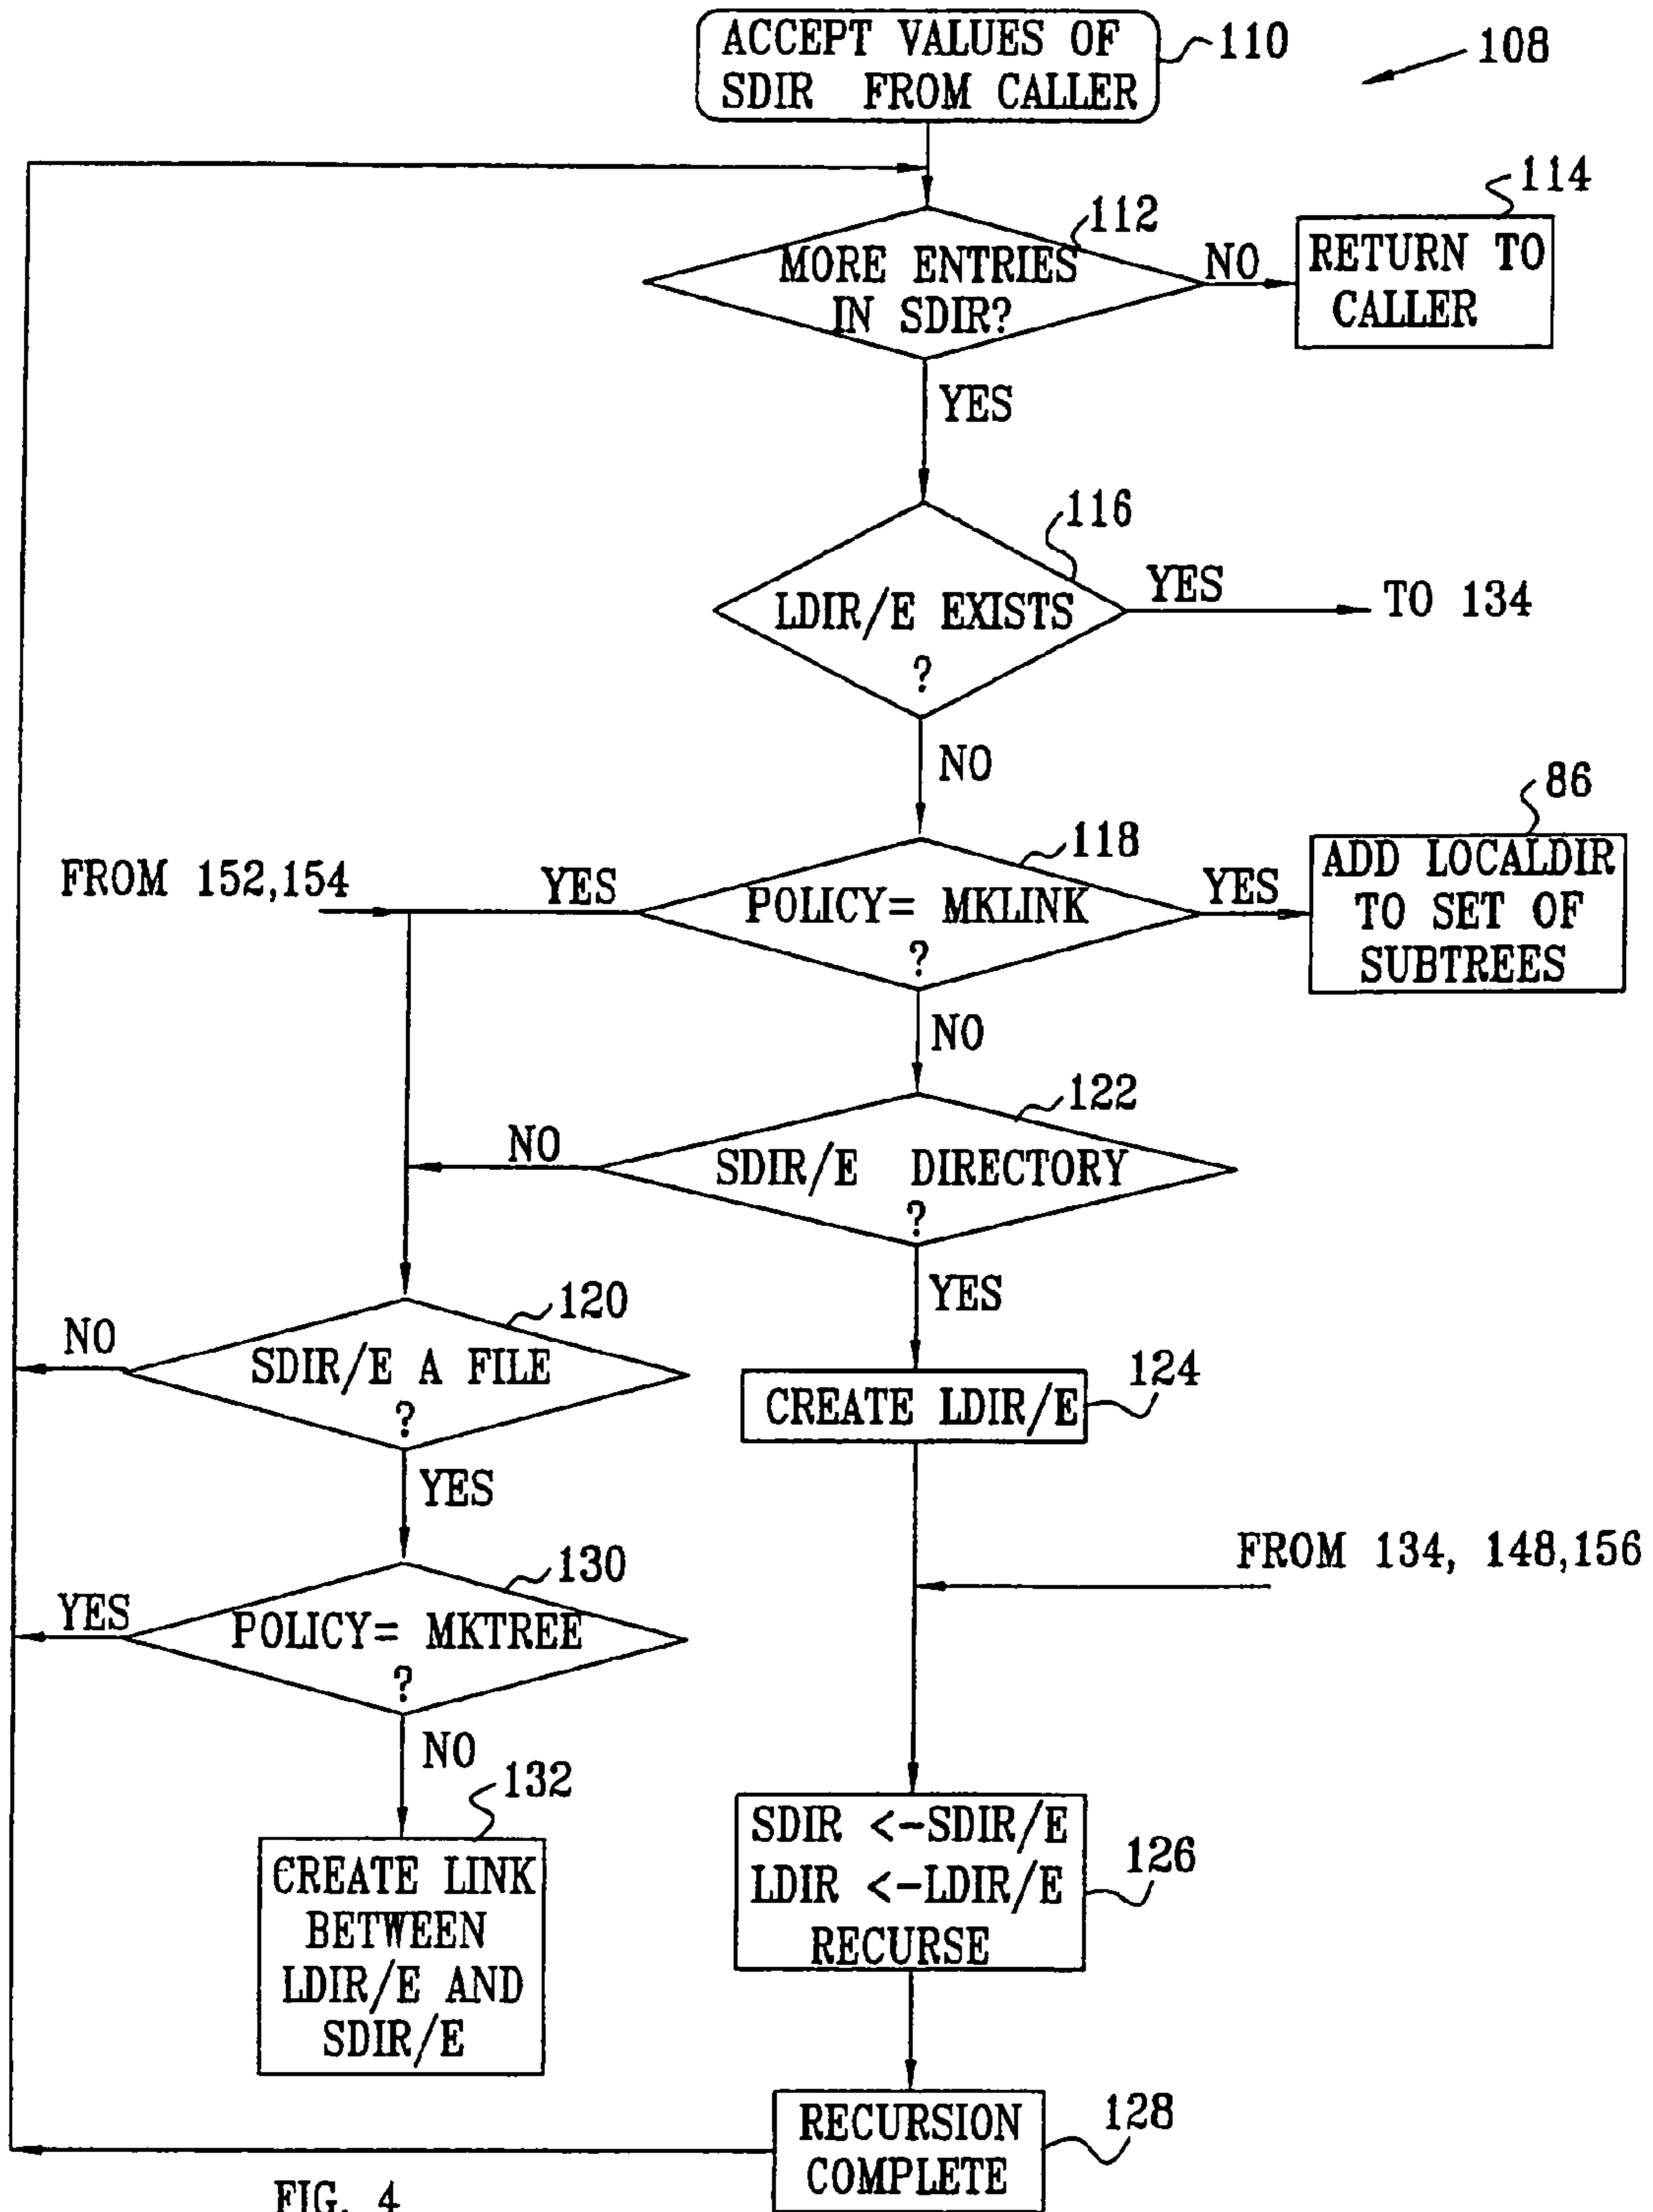 ACCEPT VALUES OF
SDIR FROM CALLER
110
108
112
MORE ENTRIES
IN SDIR?
NO
114
RETURN TO
CALLER
YES
116
LDIR/E EXISTS
?
YES
TO 134
NO
FROM 152,154
YES
118
POLICY= MKLINK
?
YES
86
ADD LOCALDIR
TO SET OF
SUBTREES
NO
NO
122
SDIR/E DIRECTORY
?
YES
NO
120
SDIR/E A FILE
?
YES
124
CREATE LDIR/E
FROM 134, 148,156
YES
130
POLICY= MKTREE
?
NO
132
CREATE LINK
BETWEEN
LDIR/E AND
SDIR/E
SDIR <-SDIR/E
LDIR <-LDIR/E
RECURSE
126
RECURSION
COMPLETE
128
FIG. 4